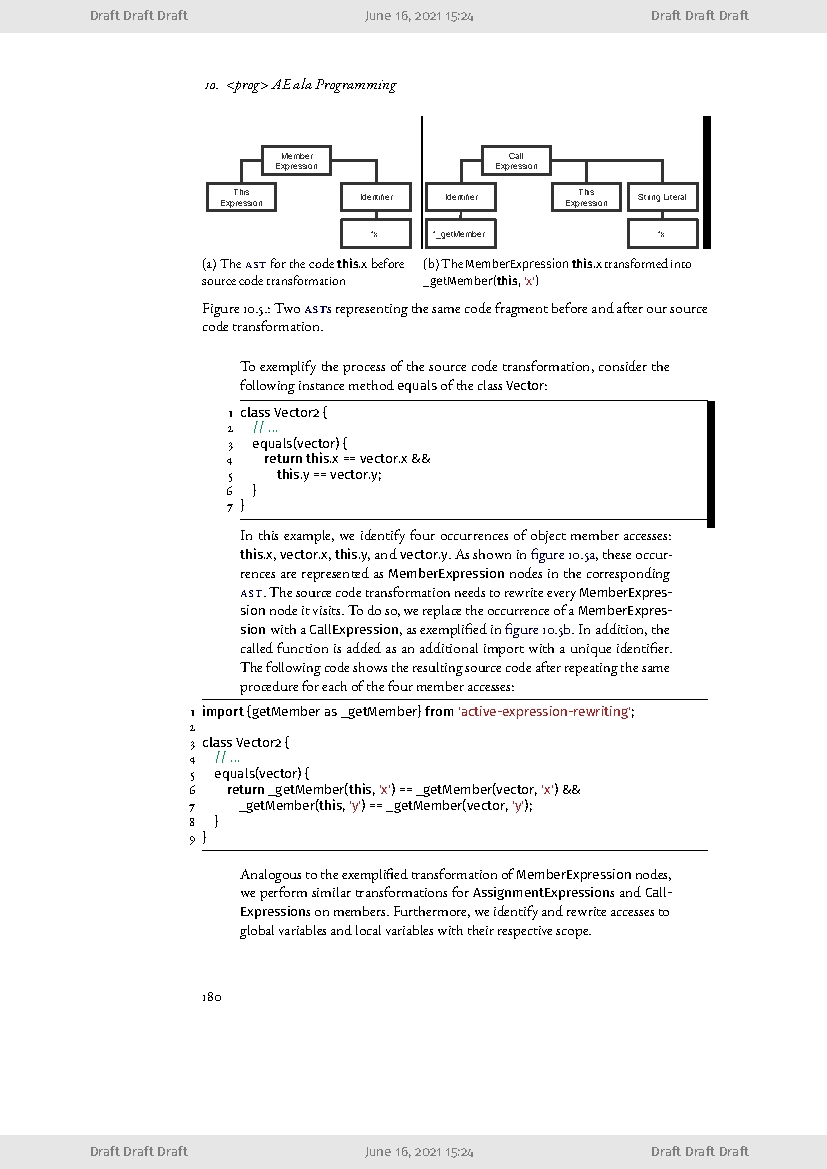 Draft Draft Draft June 16, 2021 15:24 Draft Draft Draft
10. <prog> AE ala Programming
Member
Expression
This
Expression
Identifier
"x
Call
Expression
Identifier
This
Expression
String Literal
"_getMember
"x
(a) The AST for the code this.x before
source code transformation
(b) The MemberExpression this.x transformed into
_getMember(this, 'x')
Figure 10.5.: Two ASTs representing the same code fragment before and after our source
code transformation.
To exemplify the process of the source code transformation, consider the
following instance method equals of the class Vector:
1 class Vector2 {
2 // ...
3 equals(vector) {
4 return this.x == vector.x &&
5 this.y == vector.y;
6 }
7 }
In this example, we identify four occurrences of object member accesses:
this.x, vector.x, this.y, and vector.y. As shown in figure 10.5a, these occur-
rences are represented as MemberExpression nodes in the corresponding
AST. The source code transformation needs to rewrite every MemberExpres-
sion node it visits. To do so, we replace the occurrence of a MemberExpres-
sion with a CallExpression, as exemplified in figure 10.5b. In addition, the
called function is added as an additional import with a unique identifier.
The following code shows the resulting source code after repeating the same
procedure for each of the four member accesses:
1 import {getMember as _getMember} from 'active-expression-rewriting';
2
3 class Vector2 {
4 // ...
5 equals(vector) {
6 return _getMember(this, 'x') == _getMember(vector, 'x') &&
7 _getMember(this, 'y') == _getMember(vector, 'y');
8 }
9 }
Analogous to the exemplified transformation of MemberExpression nodes,
we perform similar transformations for AssignmentExpressions and Call-
Expressions on members. Furthermore, we identify and rewrite accesses to
global variables and local variables with their respective scope.
180
Draft Draft Draft June 16, 2021 15:24 Draft Draft Draft